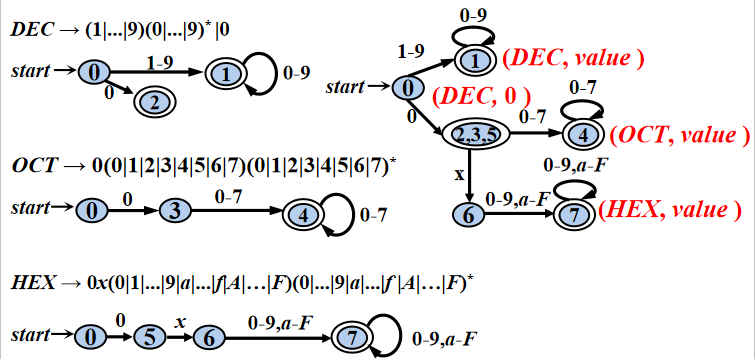 DEC → (1|...|9)(0|...|9)* |0
start→ 0 1-9 1 0-9
0 2
OCT → 0(0|1|2|3|4|5|6|7)(0|1|2|3|4|5|6|7)*
start→ 0 0 3 0-7 4 0-7
HEX → 0x(0|1|...|9|a|...|f|A|...|F)(0|...|9|a|...|f|A|...|F)*
start→ 0 0 5 x 6 0-9,a-F 7 0-9,a-F
0-9
1-9 1 (DEC, value )
start→ 0 (DEC, 0 )
0 2,3,5 0-7 4 0-7 (OCT, value )
x 0-9,a-F
6 0-9,a-F 7 (HEX, value )